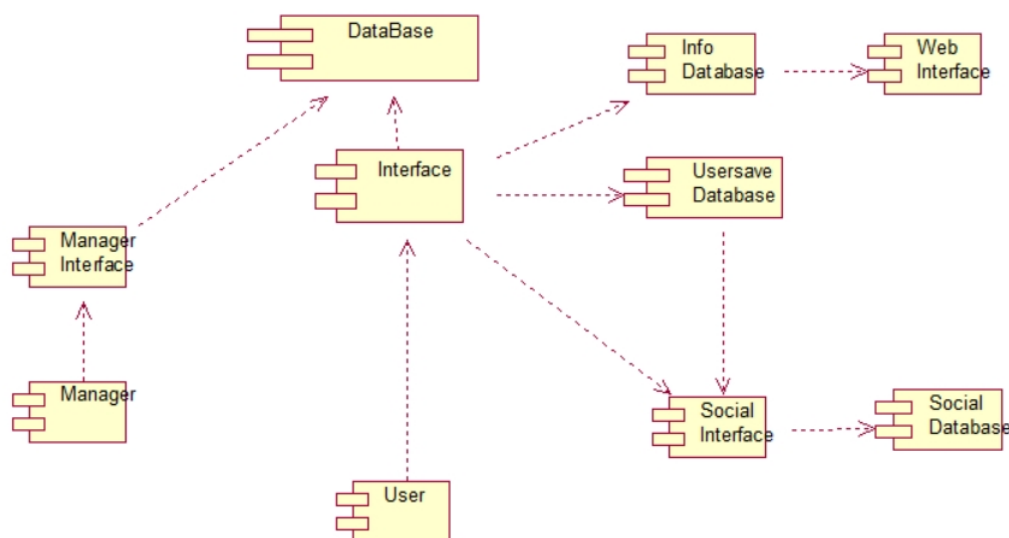 DataBase
Info
Database
Web
Interface
Interface
Usersave
Database
Manager
Interface
Manager
Social
Interface
Social
Database
User